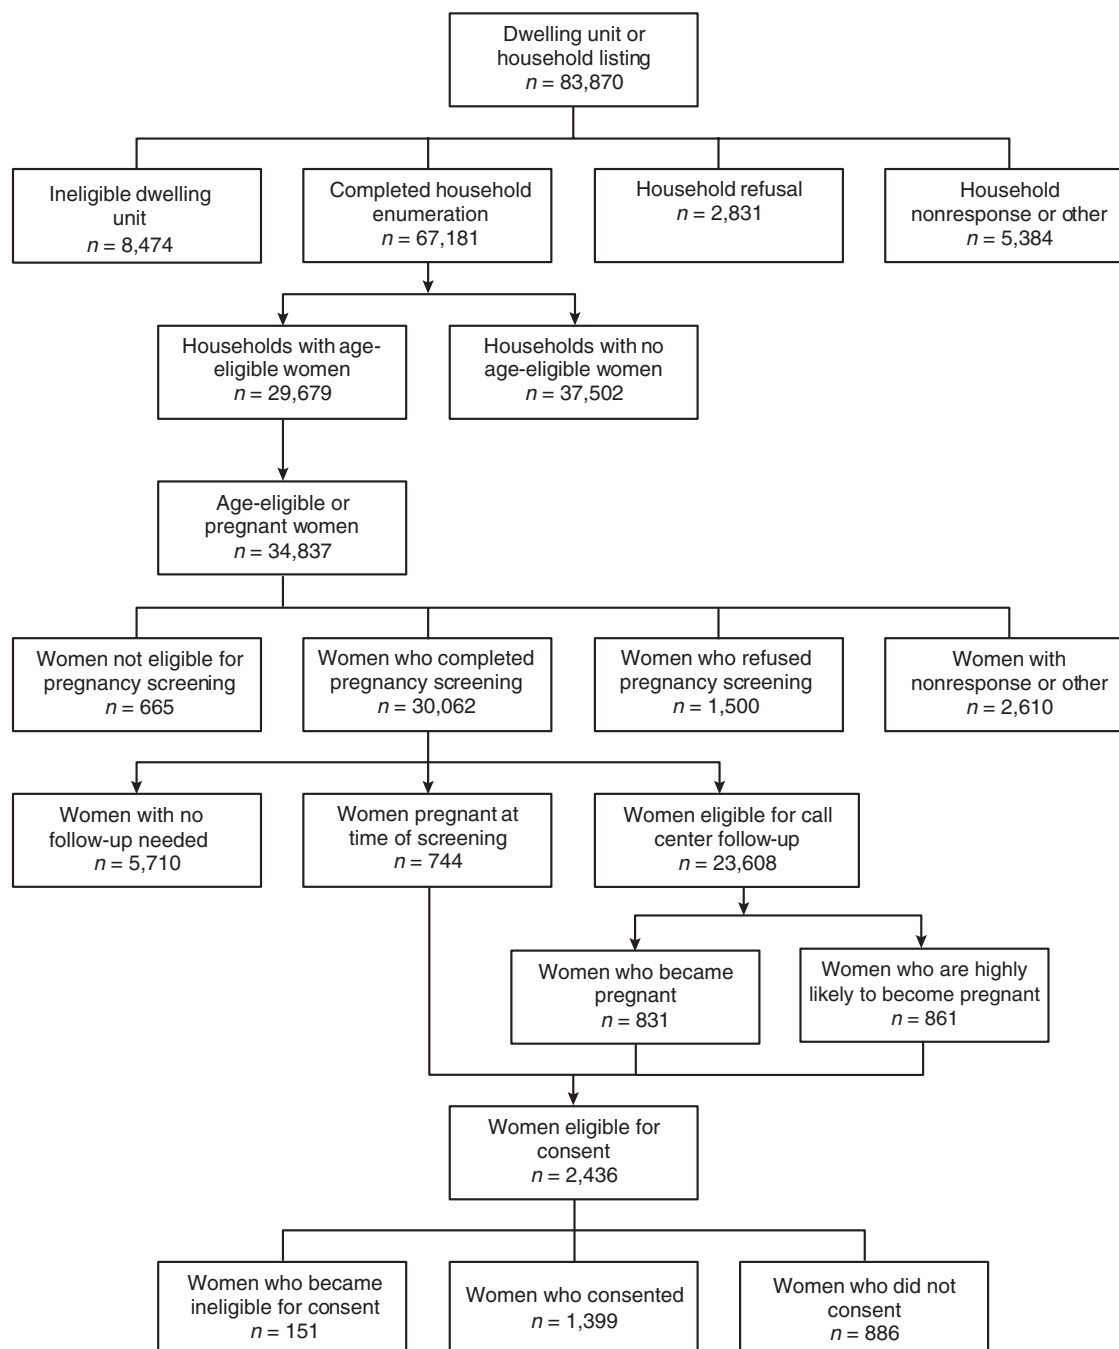 Dwelling unit or
household listing
n = 83,870
Ineligible dwelling
unit
n = 8,474
Completed household
enumeration
n = 67,181
Household refusal
n = 2,831
Household
nonresponse or other
n = 5,384
Households with age-
eligible women
n = 29,679
Households with no
age-eligible women
n = 37,502
Age-eligible or
pregnant women
n = 34,837
Women not eligible for
pregnancy screening
n = 665
Women who completed
pregnancy screening
n = 30,062
Women who refused
pregnancy screening
n = 1,500
Women with
nonresponse or other
n = 2,610
Women with no
follow-up needed
n = 5,710
Women pregnant at
time of screening
n = 744
Women eligible for call
center follow-up
n = 23,608
Women who became
pregnant
n = 831
Women who are highly
likely to become pregnant
n = 861
Women eligible for
consent
n = 2,436
Women who became
ineligible for consent
n = 151
Women who consented
n = 1,399
Women who did not
consent
n = 886